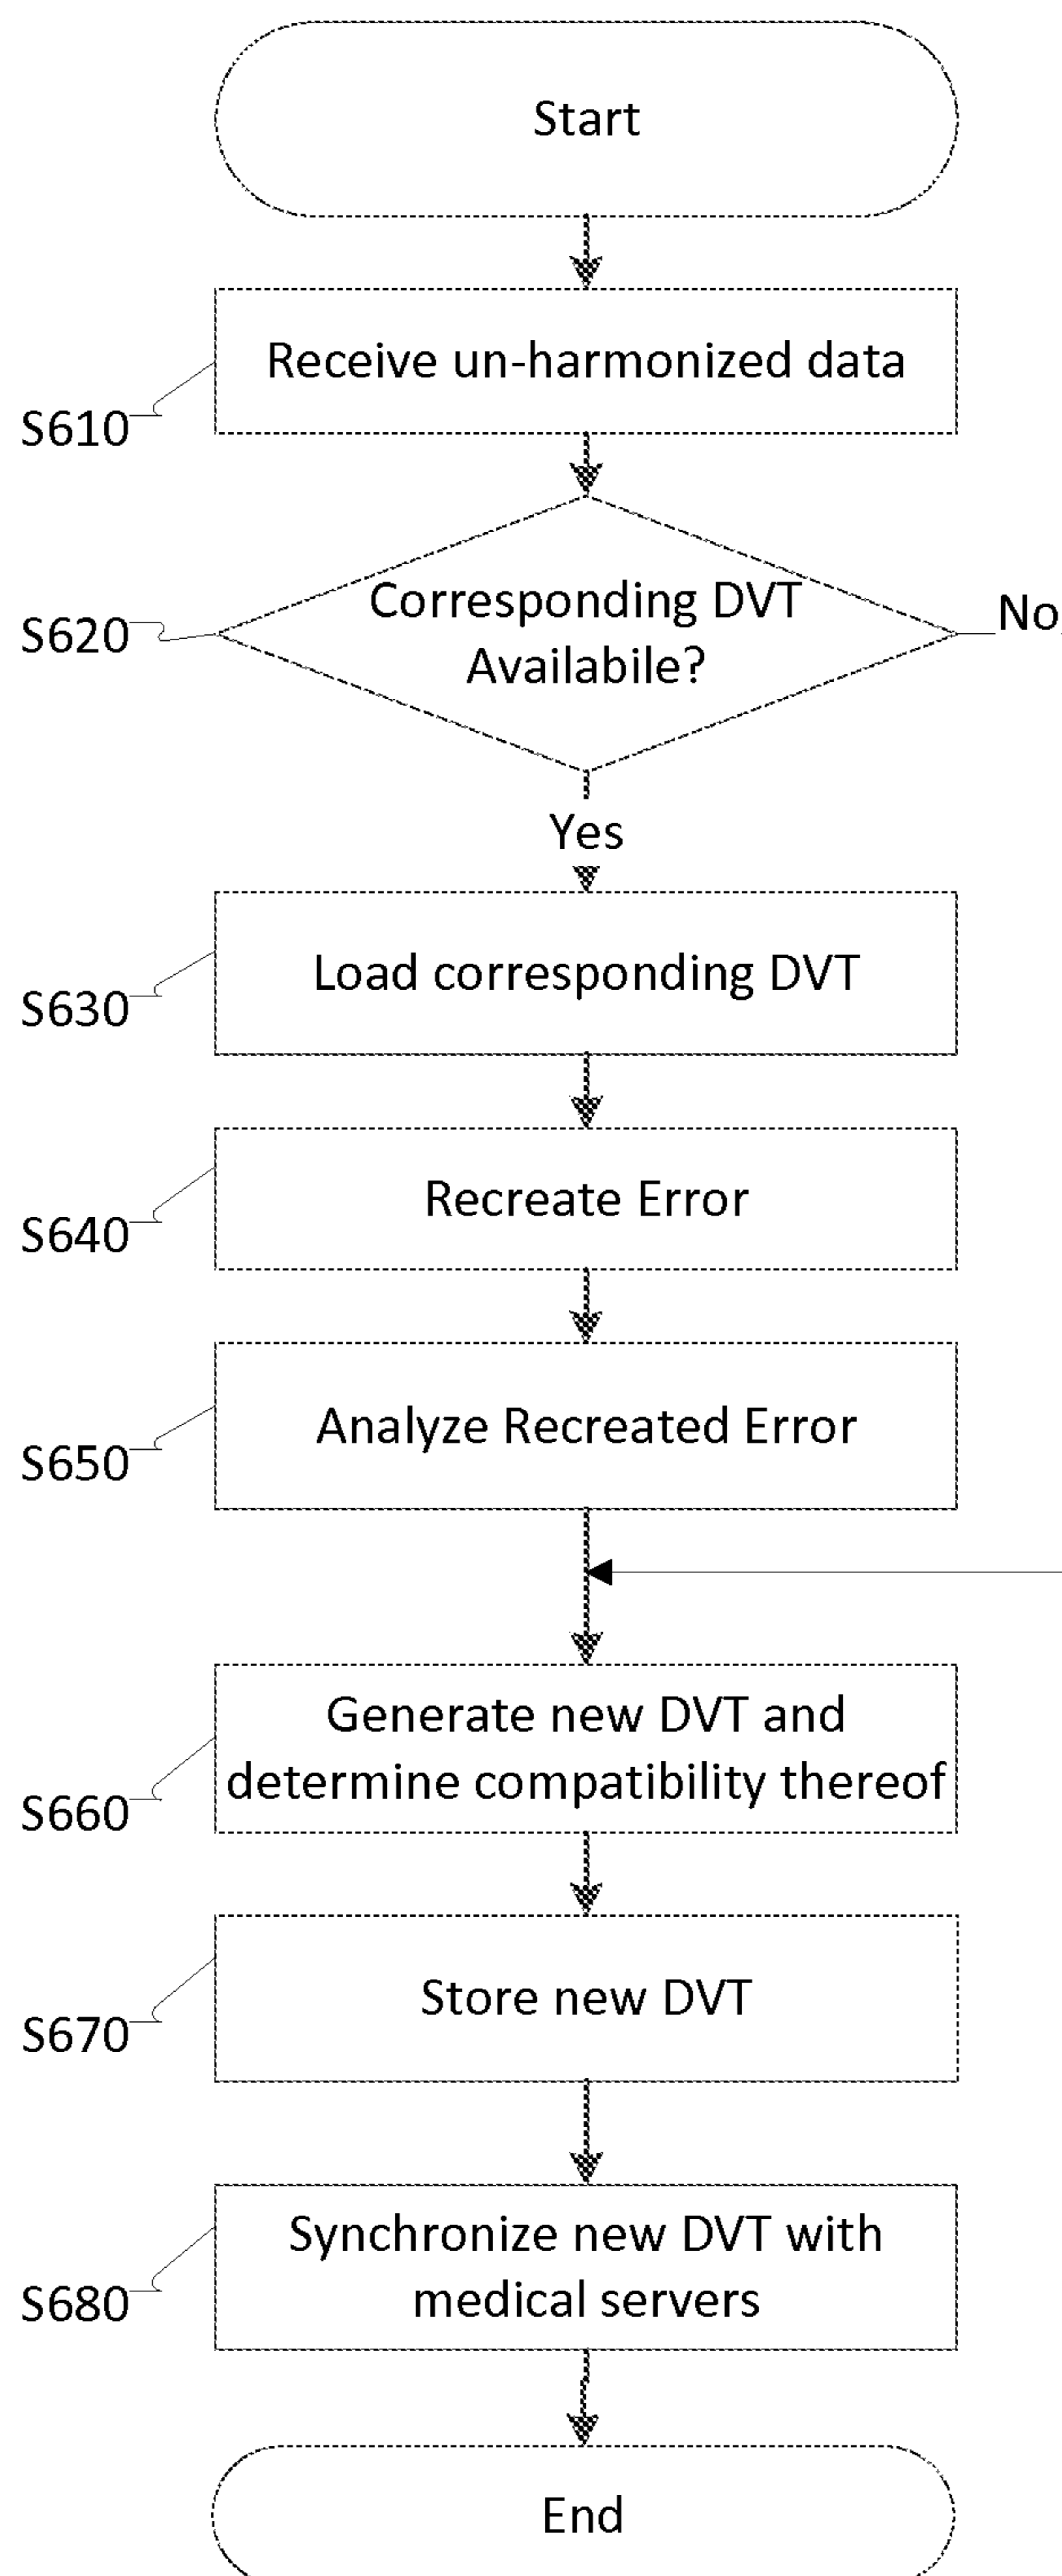 Start
Receive un-harmonized data
S610
Corresponding DVT
Availabile?
S620
No
Yes
Load corresponding DVT
S630
Recreate Error
S640
Analyze Recreated Error
S650
Generate new DVT and
determine compatibility thereof
S660
Store new DVT
S670
Synchronize new DVT with
medical servers
S680
End